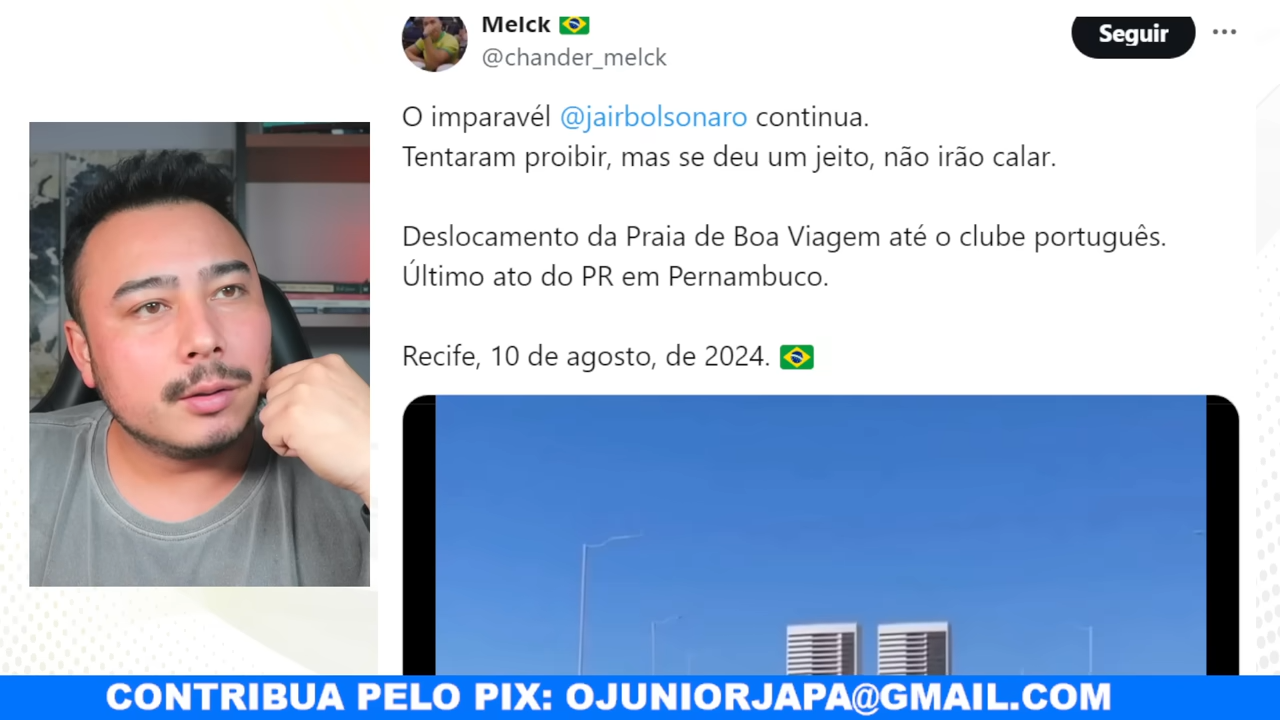 Melck
Seguir
@chander_melck
O imparavél @jairbolsonaro continua.
Tentaram proibir, mas se deu um jeito, não irão calar.
Deslocamento da Praia de Boa Viagem até o clube português.
Último ato do PR em Pernambuco.
Recife, 10 de agosto, de 2024.
CONTRIBUA PELO PIX: OJUNIORJAPA@GMAIL.COM